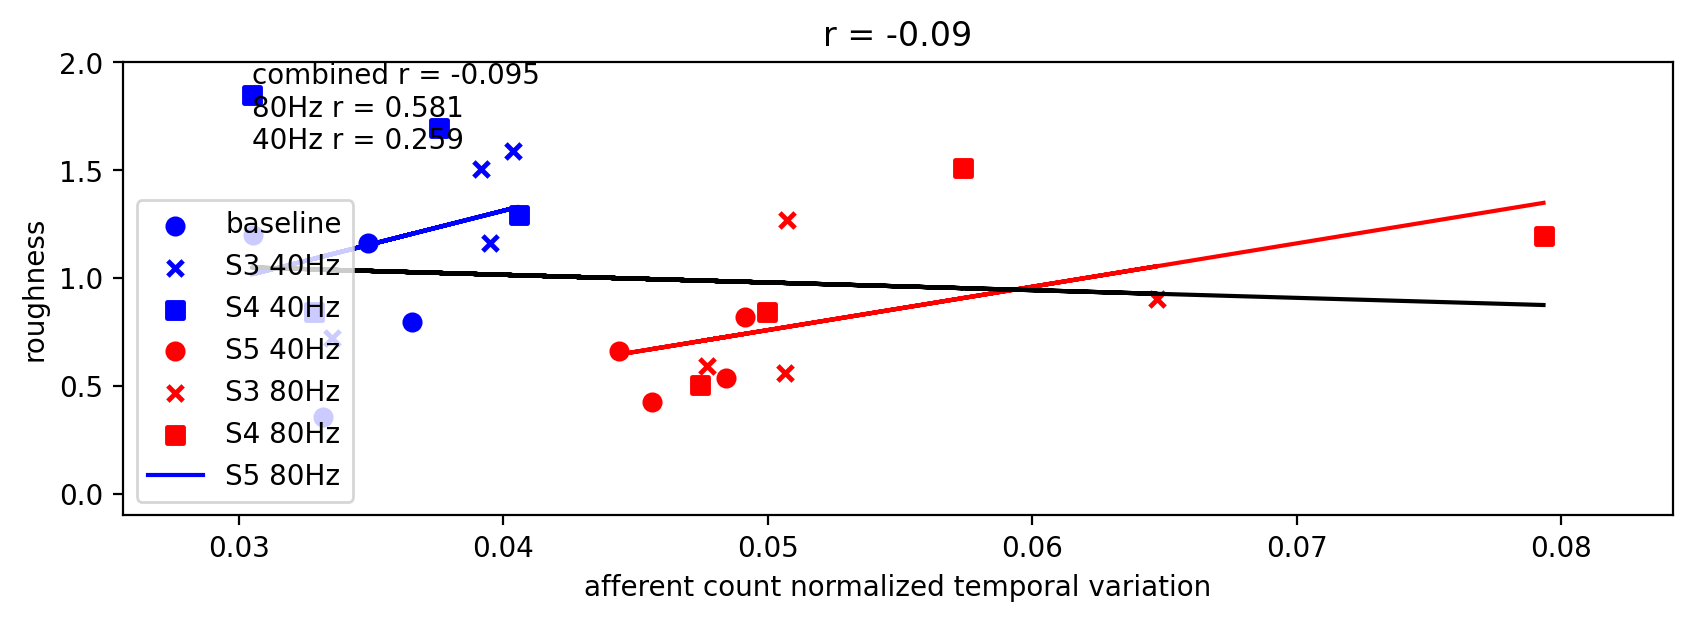 r = -0.09
combined r = -0.095
80Hz r = 0.581
40Hz r = 0.259
2.0
1.5
1.0
0.5
0.0
roughness
baseline
S3 40Hz
S4 40Hz
S5 40Hz
S3 80Hz
S4 80Hz
S5 80Hz
0.03 0.04 0.05 0.06 0.07 0.08
afferent count normalized temporal variation